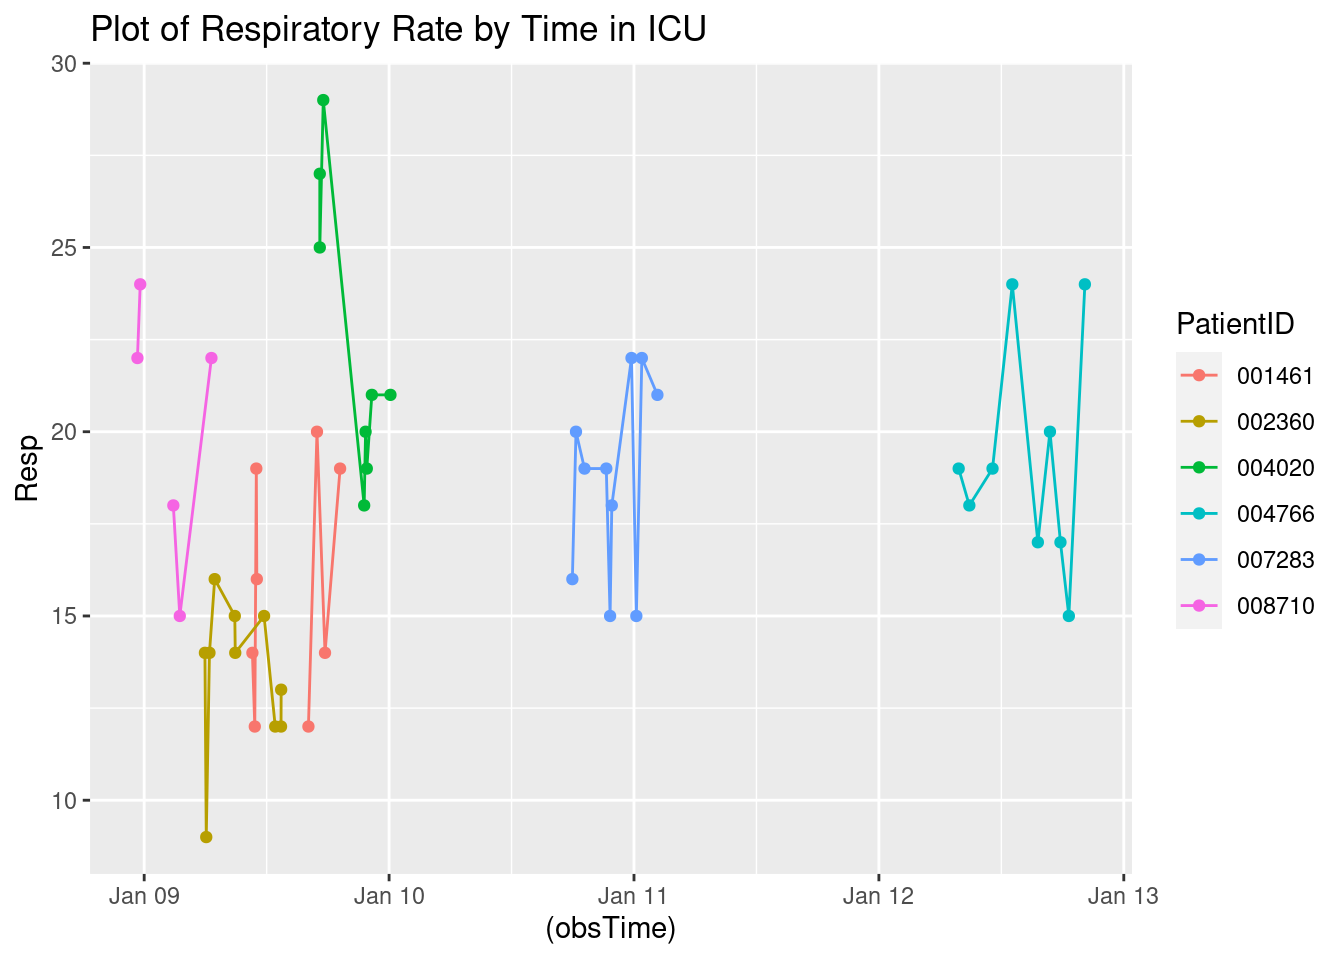 Plot of Respiratory Rate by Time in ICU
30
25
20
15
10
Resp
Jan 09 Jan 10 Jan 11 Jan 12 Jan 13
(obsTime)
PatientID
001461
002360
004020
004766
007283
008710